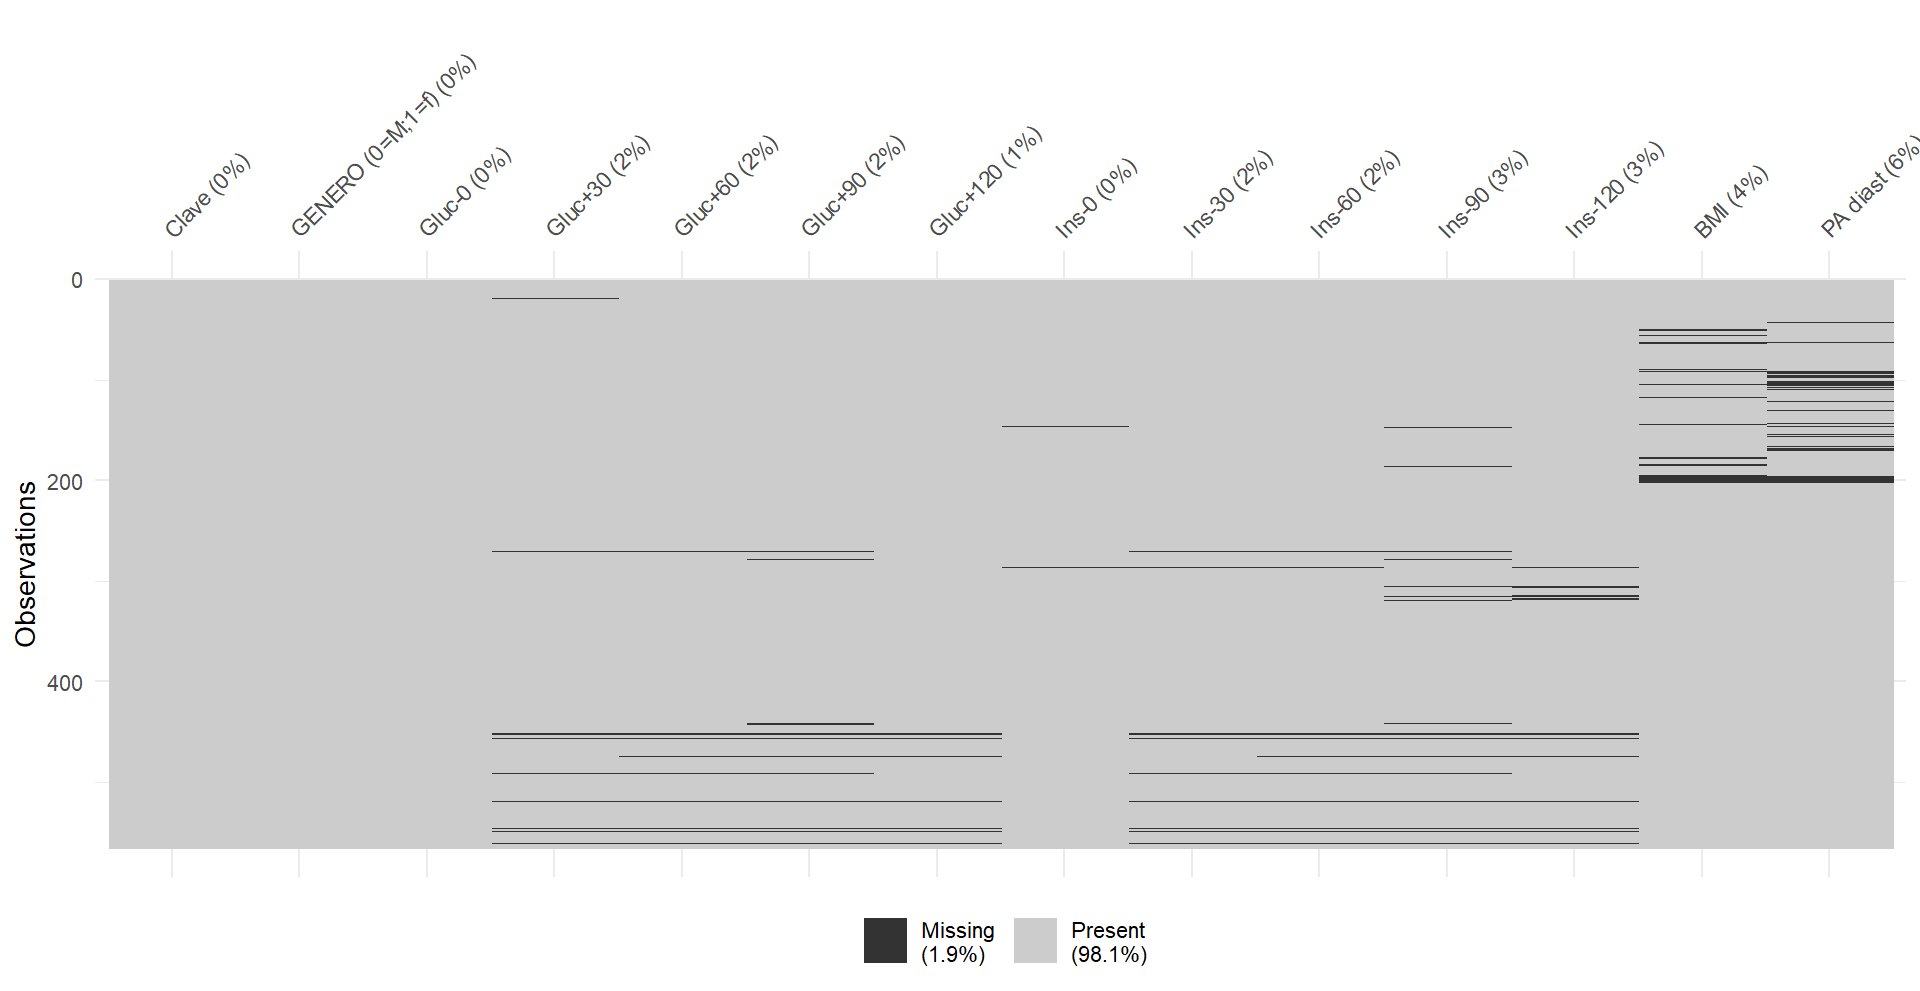 Clave (0%)
GENERO (0=M;1=f) (0%)
Gluc-0 (0%)
Gluc+30 (2%)
Gluc+60 (2%)
Gluc+90 (2%)
Gluc+120 (1%)
Ins-0 (0%)
Ins-30 (2%)
Ins-60 (2%)
Ins-90 (3%)
Ins-120 (3%)
BMI (4%)
PA diast (6%)
0
200
400
Observations
Missing
(1.9%)
Present
(98.1%)